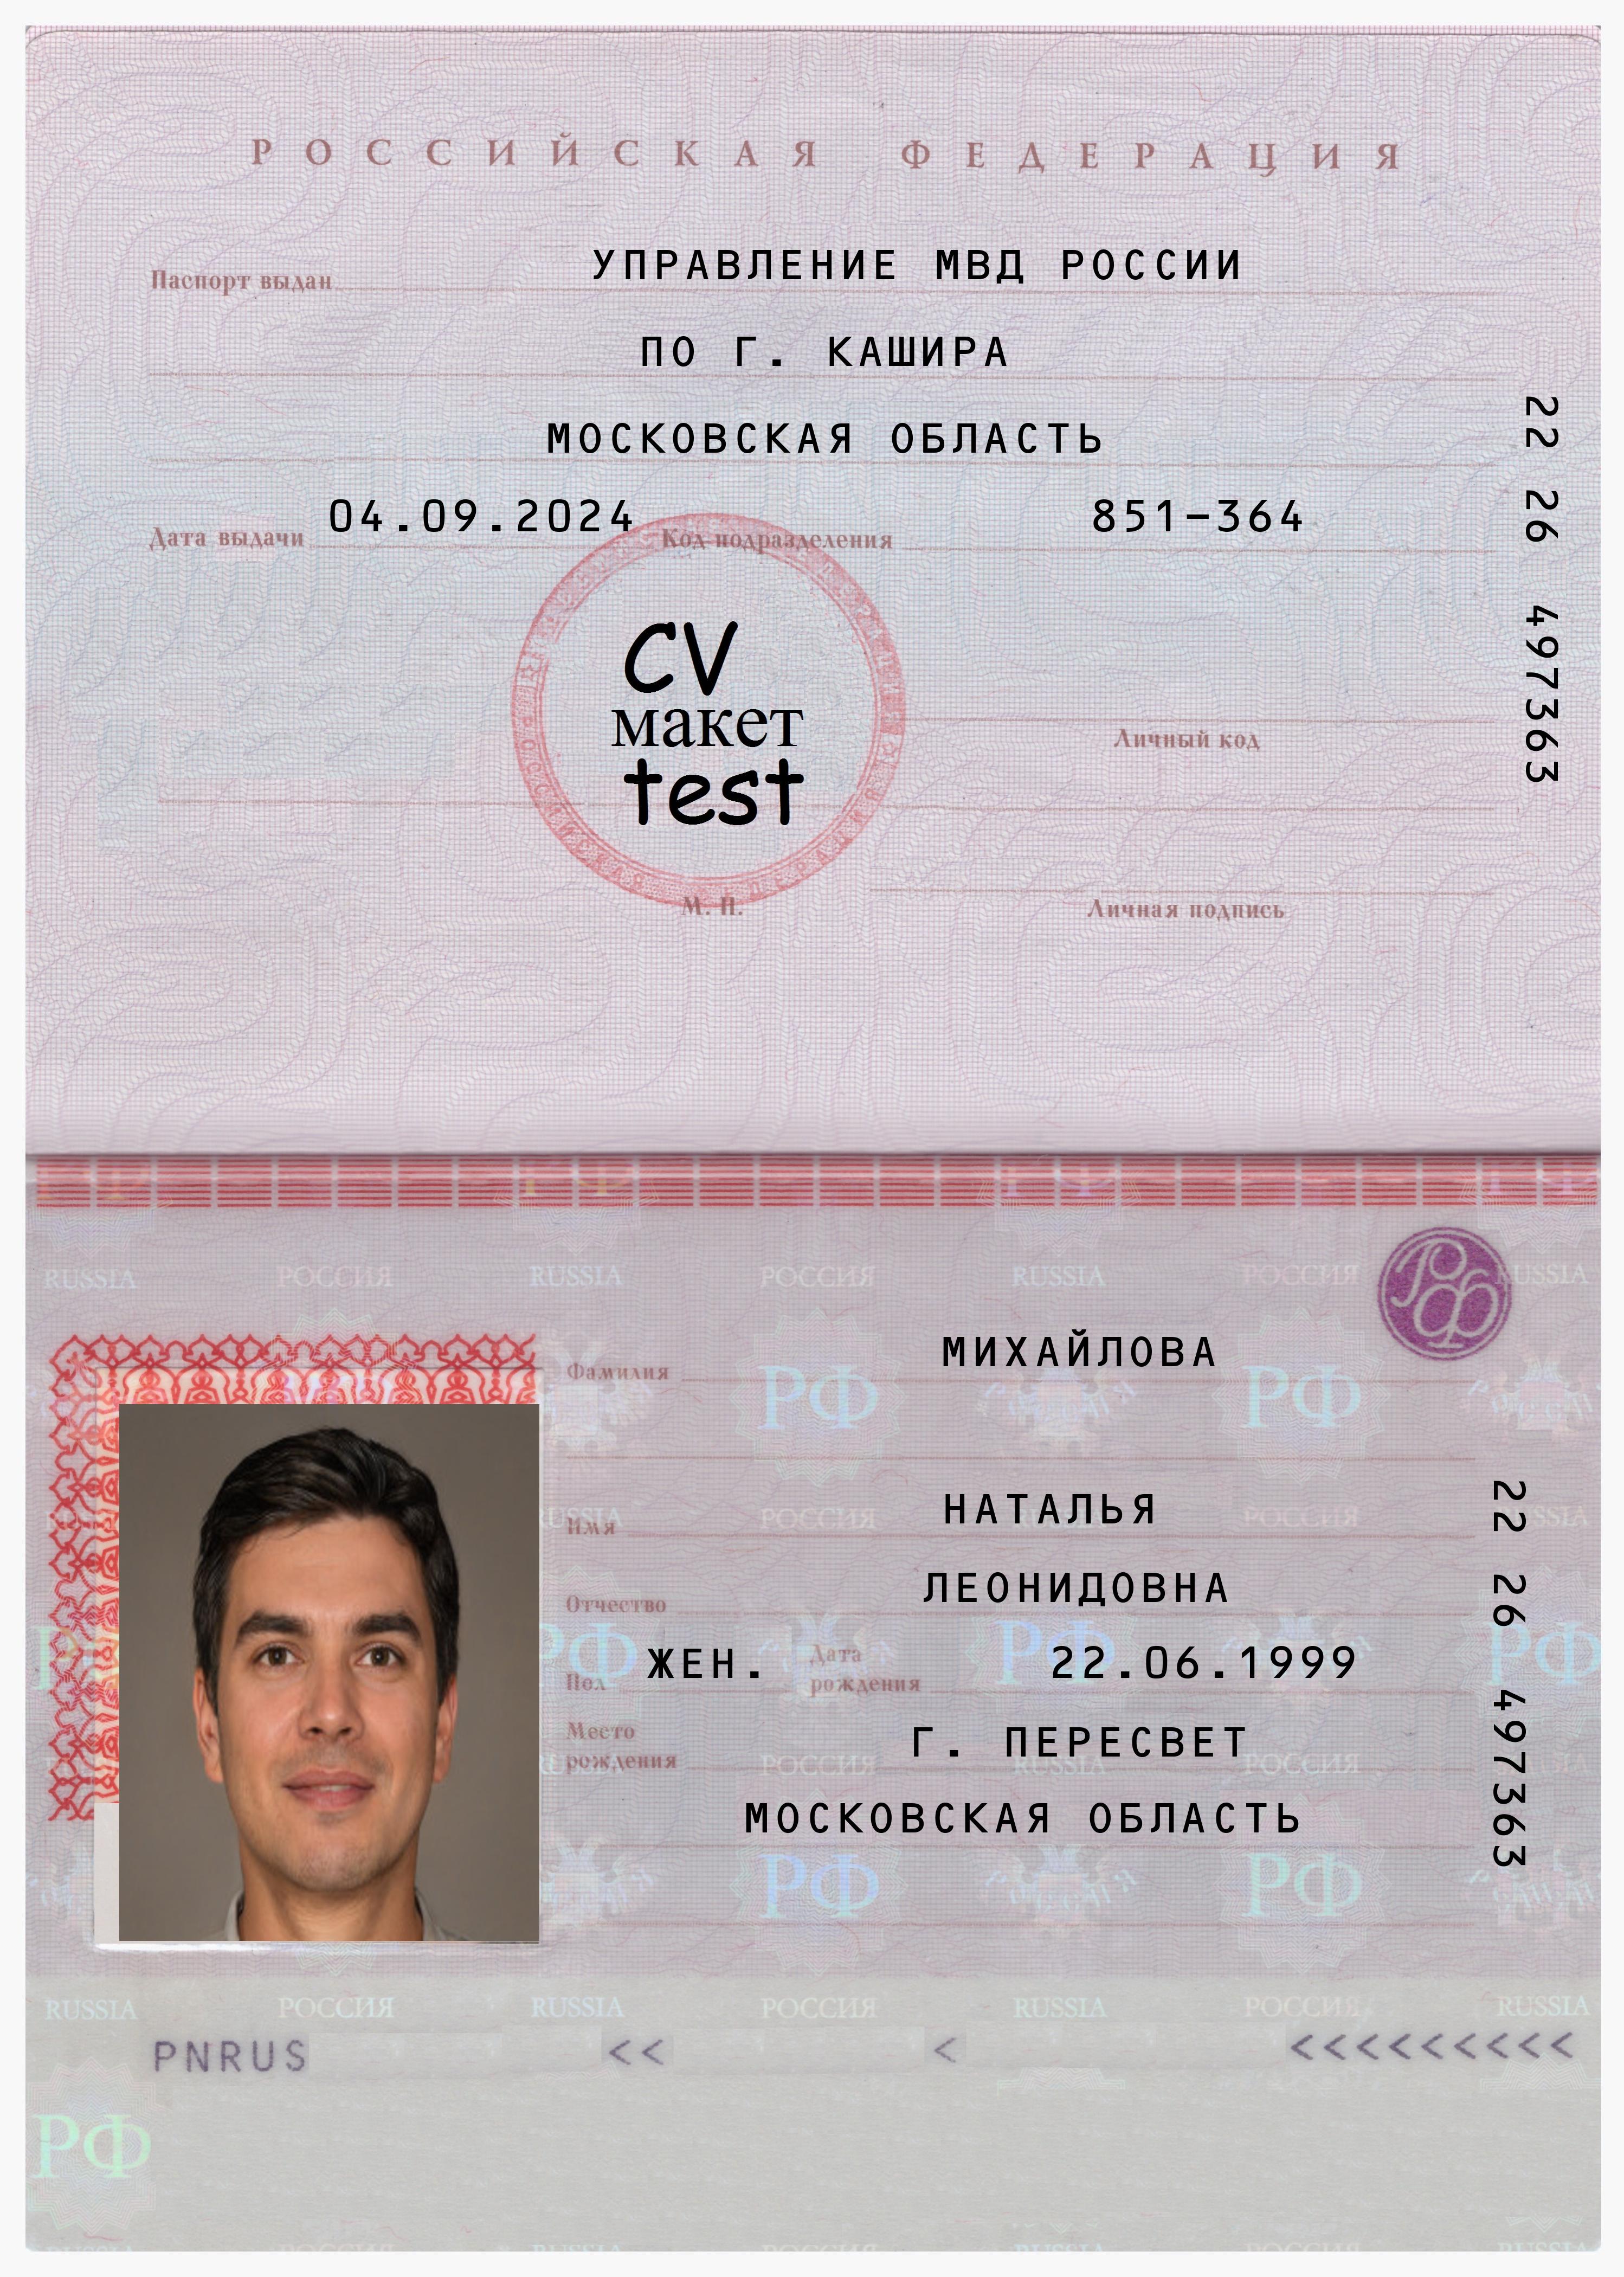 РОССИЙСКАЯ ФЕДЕРАЦИЯ
Паспорт выдан УПРАВЛЕНИЕ МВД РОССИИ
ПО Г. КАШИРА
МОСКОВСКАЯ ОБЛАСТЬ
Дата выдачи 04.09.2024 Код подразделения 851-364
22 26 497363
CV
макет
test
Личный код
М. П.
Личная подпись
RUSSIA РОССИЯ RUSSIA РОССИЯ RUSSIA РОССИЯ RUSSIA
РФ
Фамилия МИХАЙЛОВА
РФ РФ
Имя НАТАЛЬЯ
Отчество ЛЕОНИДОВНА
Пол ЖЕН. Дата рождения 22.06.1999
Место рождения Г. ПЕРЕСВЕТ
МОСКОВСКАЯ ОБЛАСТЬ
22 26 497363
РФ РФ
RUSSIA РОССИЯ RUSSIA РОССИЯ RUSSIA РОССИЯ RUSSIA
PNRUS << < <<<<<<<<<
РФ